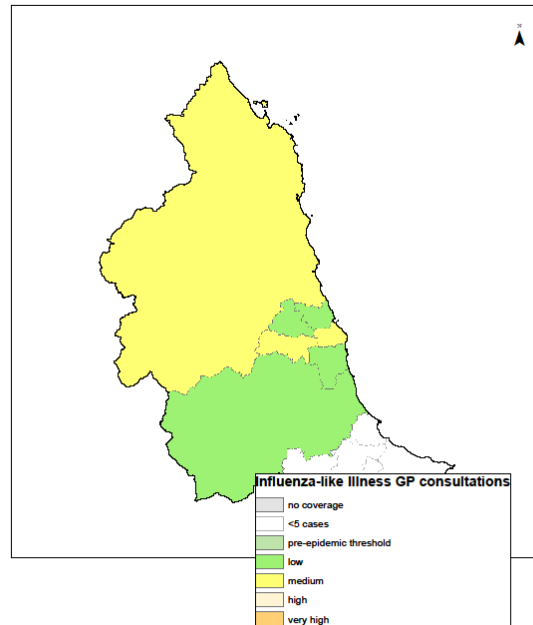 N
Influenza-like Illness GP consultations
no coverage
<5 cases
pre-epidemic threshold
low
medium
high
very high